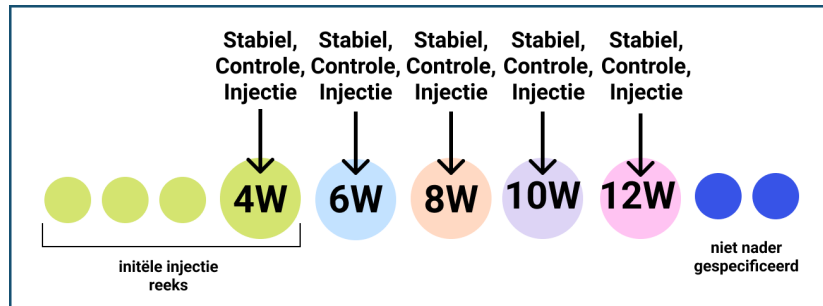 Stabiel,
Controle,
Injectie
Stabiel,
Controle,
Injectie
Stabiel,
Controle,
Injectie
Stabiel,
Controle,
Injectie
Stabiel,
Controle,
Injectie
4W
6W
8W
10W
12W
initële injectie
reeks
niet nader
gespecificeerd